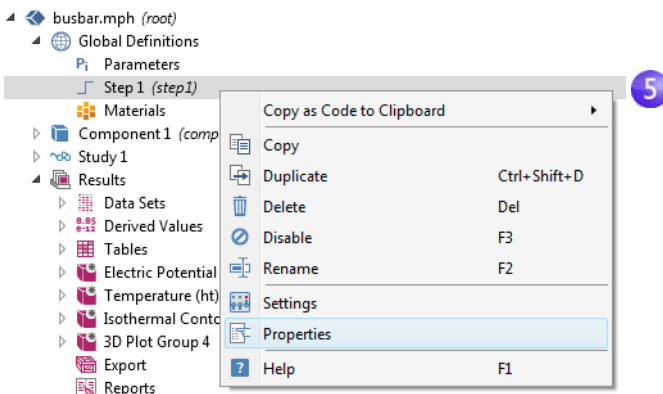 busbar.mph (root)
Global Definitions
Pi Parameters
Step 1 (step1)
5
Materials
Component 1 (comp
Study 1
Results
Data Sets
8.85
e-12 Derived Values
Tables
Electric Potential
Temperature (ht)
Isothermal Conto
3D Plot Group 4
Export
Reports
Copy as Code to Clipboard
Copy
Duplicate Ctrl+Shift+D
Delete Del
Disable F3
Rename F2
Settings
Properties
? Help F1